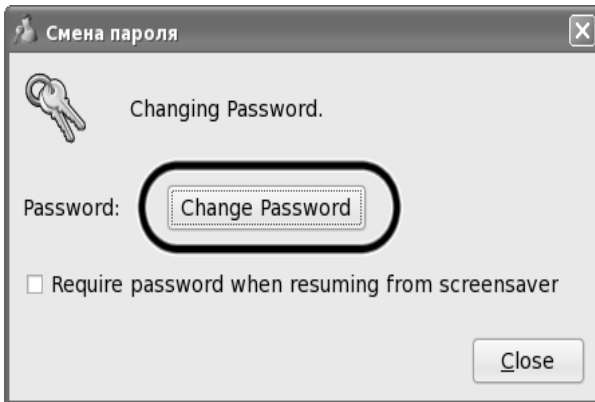 Смена пароля
Changing Password.
Password: Change Password
Require password when resuming from screensaver
Close